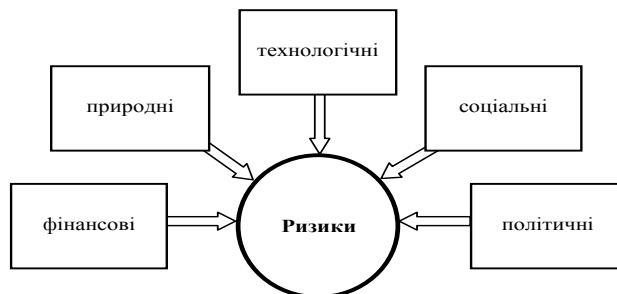 технологічні
природні
соціальні
фінансові
Ризики
політичні